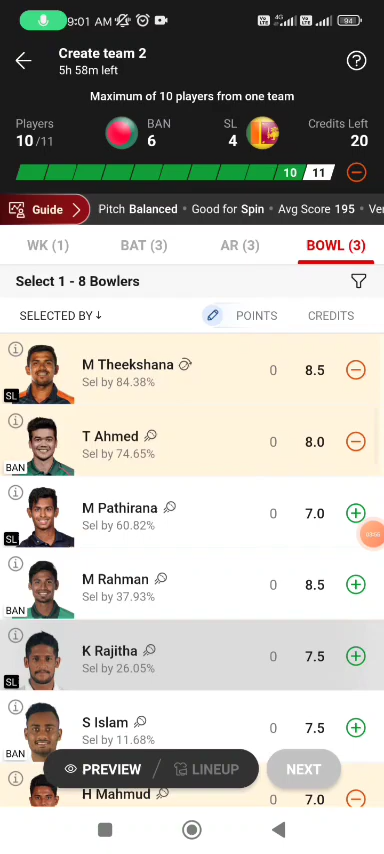 9:01 AM
94
Create team 2
5h 58m left
Maximum of 10 players from one team
Players
10/11
BAN
6
SL
4
Credits Left
20
10 11
Guide Pitch Balanced • Good for Spin • Avg Score 195 • Ve
WK (1) BAT (3) AR (3) BOWL (3)
Select 1 - 8 Bowlers
SELECTED BY ↓ POINTS CREDITS
M Theekshana
Sel by 84.38%
0 8.5
SL
T Ahmed
Sel by 74.65%
0 8.0
BAN
M Pathirana
Sel by 60.82%
0 7.0
SL
M Rahman
Sel by 37.93%
0 8.5
BAN
K Rajitha
Sel by 26.05%
0 7.5
SL
S Islam
Sel by 11.68%
0 7.5
BAN
PREVIEW / LINEUP NEXT
H Mahmud
0 7.0